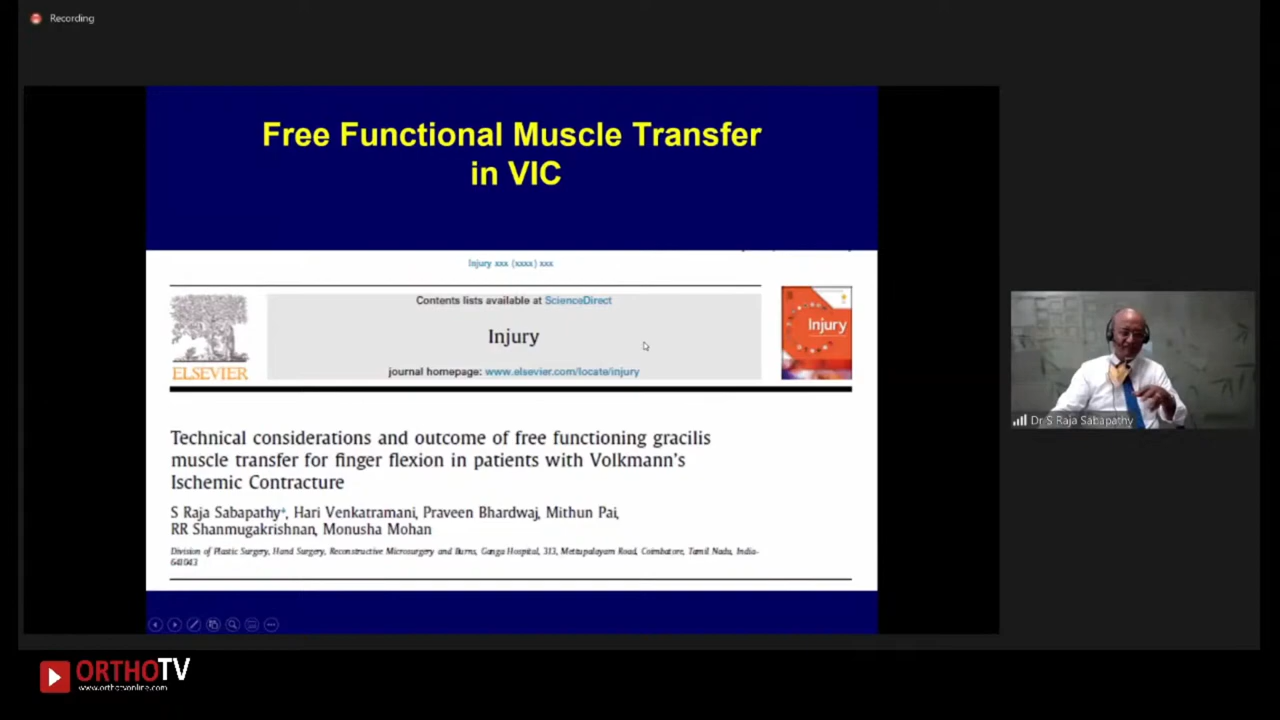 Recording
Free Functional Muscle Transfer
in VIC
Injury xxx (xxxx) xxx
Contents lists available at ScienceDirect
Injury
journal homepage: www.elsevier.com/locate/injury
ELSEVIER
Injury
Technical considerations and outcome of free functioning gracilis
muscle transfer for finger flexion in patients with Volkmann's
Ischemic Contracture
S Raja Sabapathy*, Hari Venkatramani, Praveen Bhardwaj, Mithun Pai,
RR Shanmugakrishnan, Monusha Mohan
Division of Plastic Surgery, Hand Surgery, Reconstructive Microsurgery and Burns, Ganga Hospital, 313, Mettupalayam Road, Coimbatore, Tamil Nadu, India-
641043
Dr S Raja Sabapathy
ORTHOTV
www.orthotvonline.com